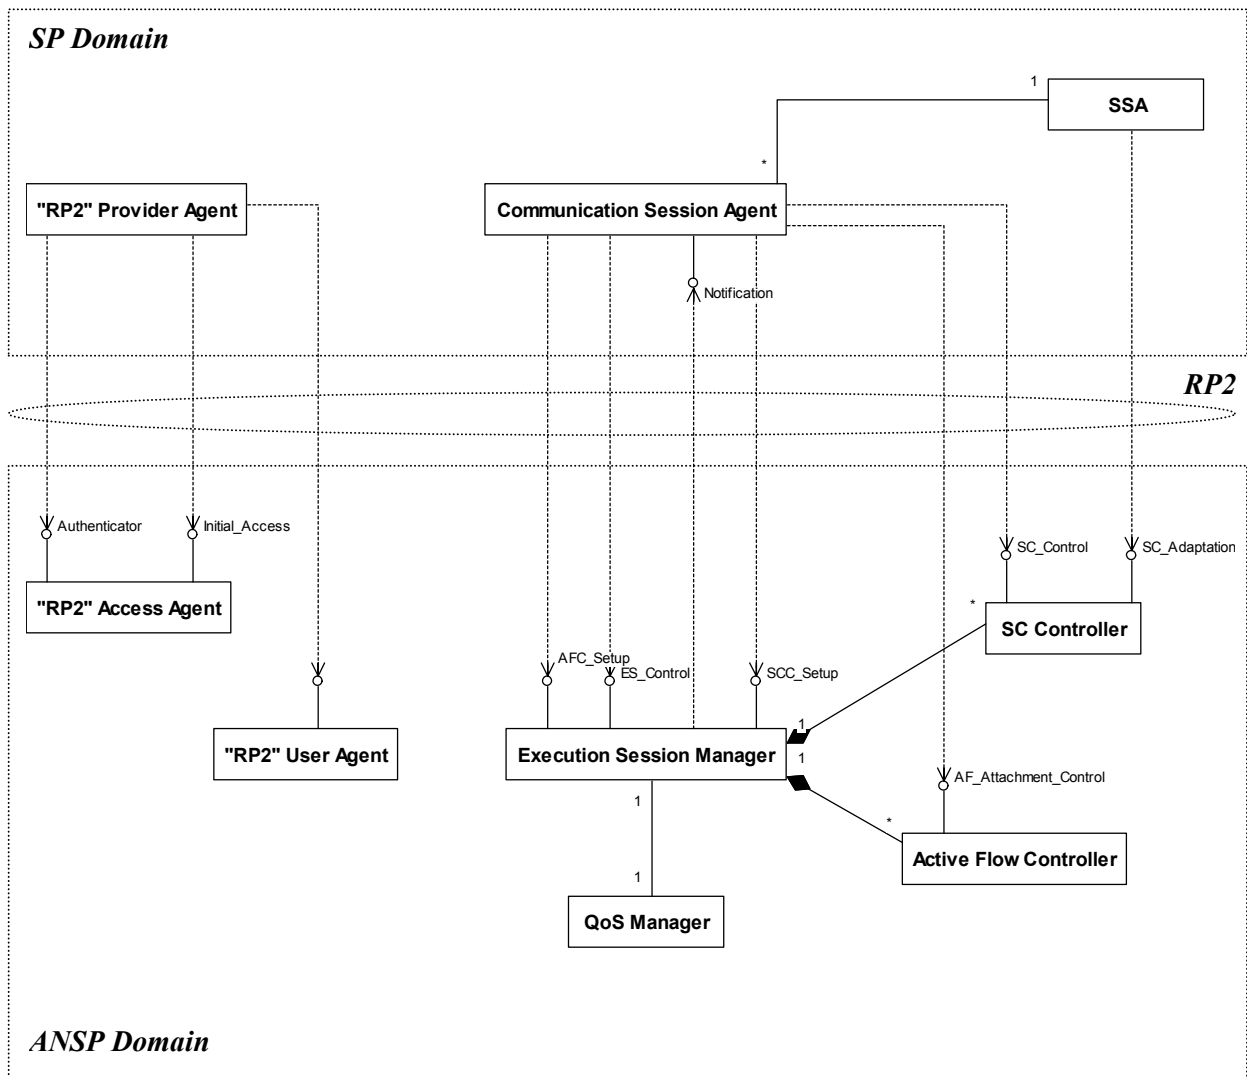 SP Domain
1
SSA
*
"RP2" Provider Agent
Communication Session Agent
Notification
RP2
Authenticator
Initial_Access
SC_Control
SC_Adaptation
"RP2" Access Agent
*
SC Controller
AFC_Setup
ES_Control
SCC_Setup
1
"RP2" User Agent
Execution Session Manager
1
AF_Attachment_Control
1
*
Active Flow Controller
1
QoS Manager
ANSP Domain